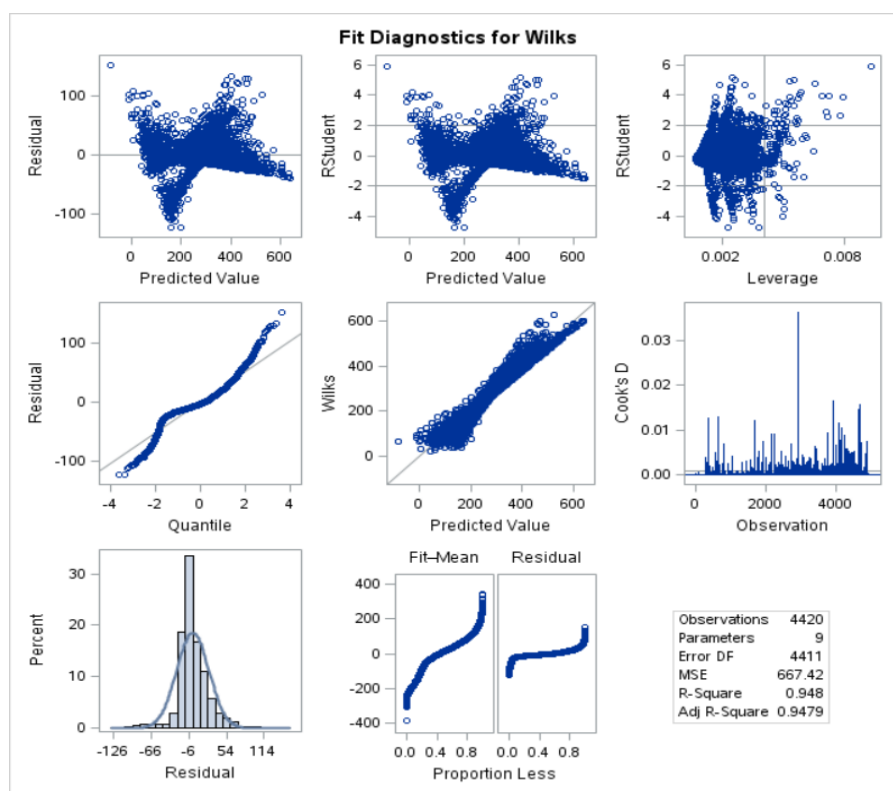 Fit Diagnostics for Wilks
Residual
100
0
-100
0 200 400 600
Predicted Value
RStudent
6
4
2
0
-2
-4
0 200 400 600
Predicted Value
RStudent
6
4
2
0
-2
-4
0.002 0.008
Leverage
Residual
100
0
-100
-4 -2 0 2 4
Quantile
Wilks
600
400
200
0
0 200 400 600
Predicted Value
Cook's D
0.03
0.02
0.01
0.00
0 2000 4000
Observation
Percent
30
20
10
0
-126 -66 -6 54 114
Residual
Fit–Mean Residual
400
200
0
-200
-400
0.0 0.4 0.8 0.0 0.4 0.8
Proportion Less
Observations 4420
Parameters 9
Error DF 4411
MSE 667.42
R-Square 0.948
Adj R-Square 0.9479